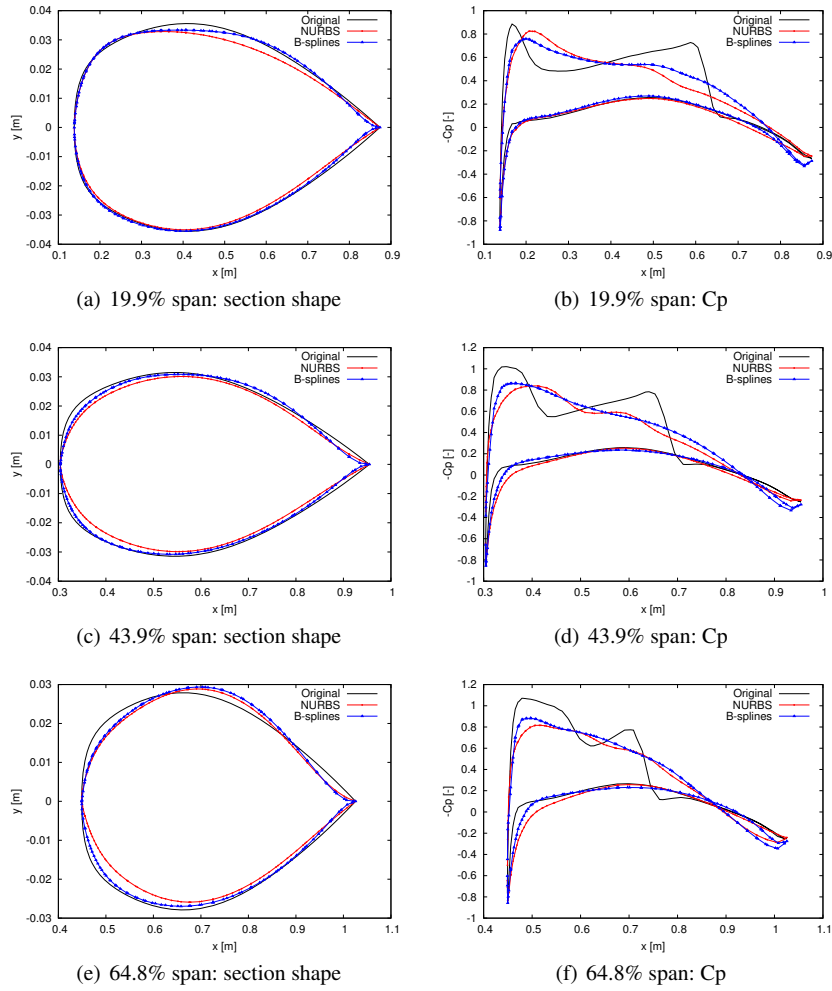 0.04
0.03
0.02
0.01
0
-0.01
-0.02
-0.03
-0.04
0.1 0.2 0.3 0.4 0.5 0.6 0.7 0.8 0.9
y [m]
x [m]
Original
NURBS
B-splines
(a) 19.9% span: section shape
1
0.8
0.6
0.4
0.2
0
-0.2
-0.4
-0.6
-0.8
-1
0.1 0.2 0.3 0.4 0.5 0.6 0.7 0.8 0.9
-Cp [-]
x [m]
Original
NURBS
B-splines
(b) 19.9% span: Cp
0.04
0.03
0.02
0.01
0
-0.01
-0.02
-0.03
-0.04
0.3 0.4 0.5 0.6 0.7 0.8 0.9 1
y [m]
x [m]
Original
NURBS
B-splines
(c) 43.9% span: section shape
1.2
1
0.8
0.6
0.4
0.2
0
-0.2
-0.4
-0.6
-0.8
-1
0.3 0.4 0.5 0.6 0.7 0.8 0.9 1
-Cp [-]
x [m]
Original
NURBS
B-splines
(d) 43.9% span: Cp
0.03
0.02
0.01
0
-0.01
-0.02
-0.03
0.4 0.5 0.6 0.7 0.8 0.9 1 1.1
y [m]
x [m]
Original
NURBS
B-splines
(e) 64.8% span: section shape
1.2
1
0.8
0.6
0.4
0.2
0
-0.2
-0.4
-0.6
-0.8
-1
0.4 0.5 0.6 0.7 0.8 0.9 1 1.1
-Cp [-]
x [m]
Original
NURBS
B-splines
(f) 64.8% span: Cp